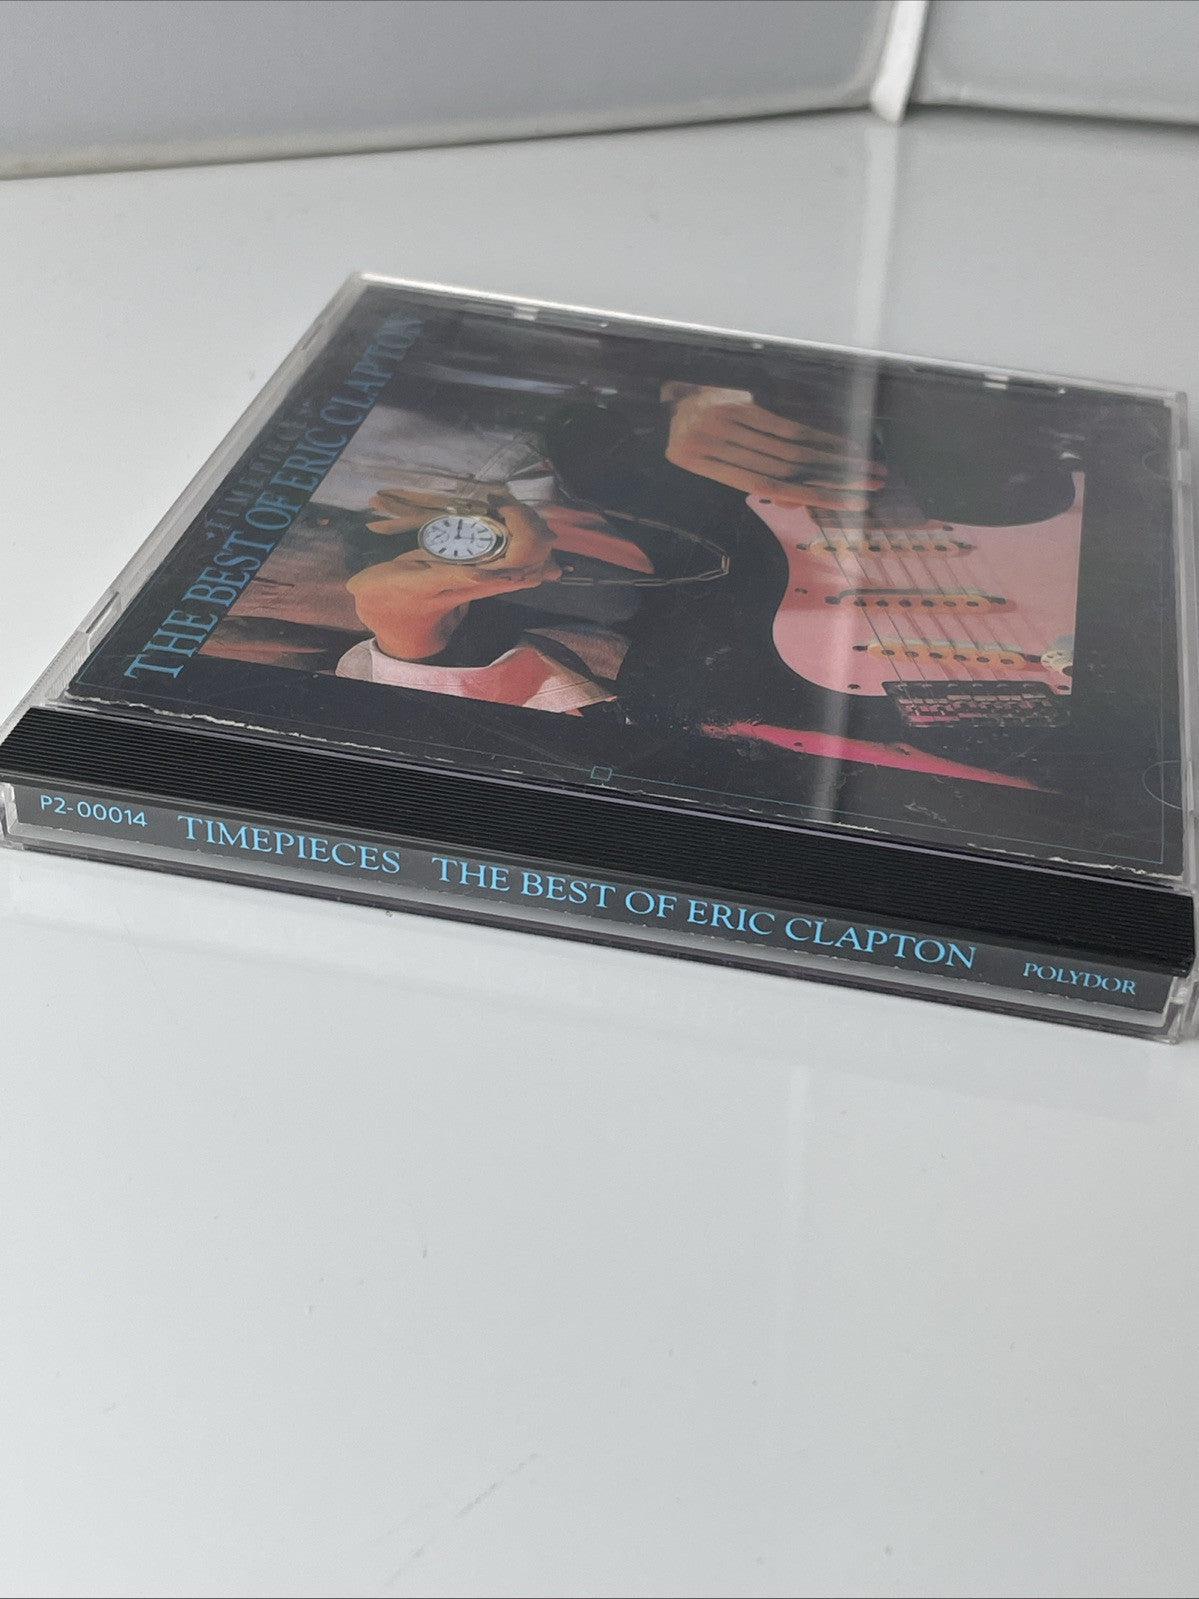 TIMEPIECES
THE BEST OF ERIC CLAPTON
P2-00014 TIMEPIECES THE BEST OF ERIC CLAPTON POLYDOR